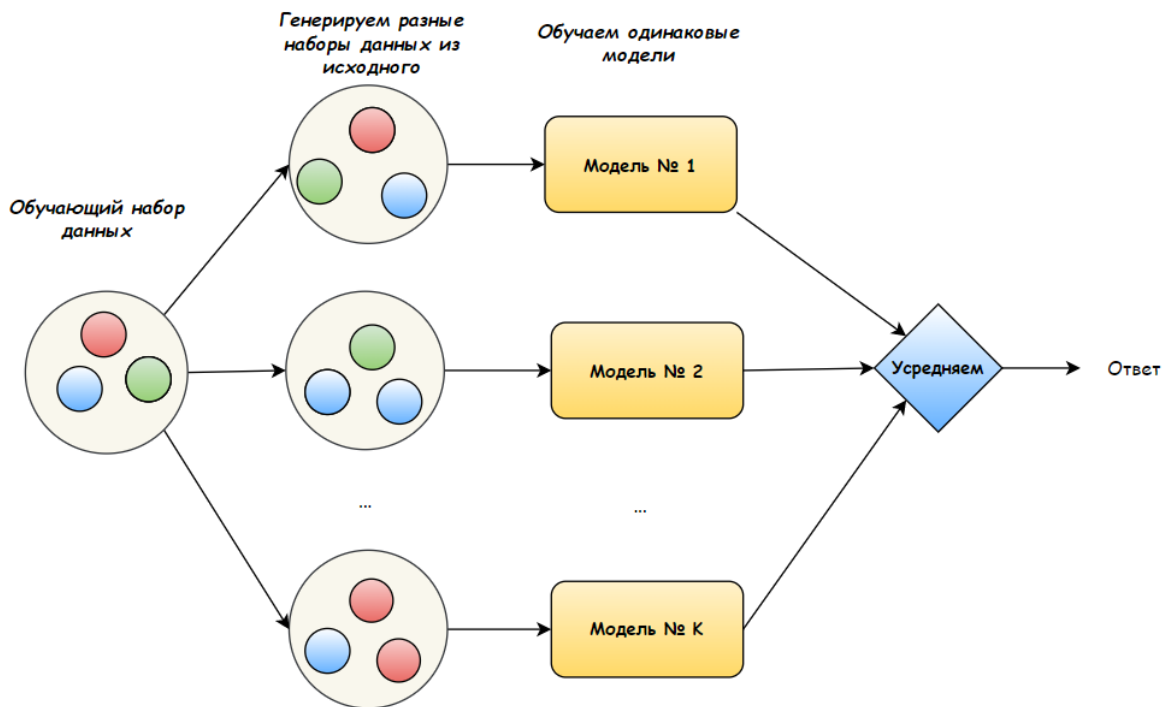 Генерируем разные
наборы данных из
исходного
Обучаем одинаковые
модели
Обучающий набор
данных
Модель № 1
Модель № 2
Усредняем
Ответ
...
...
Модель № K